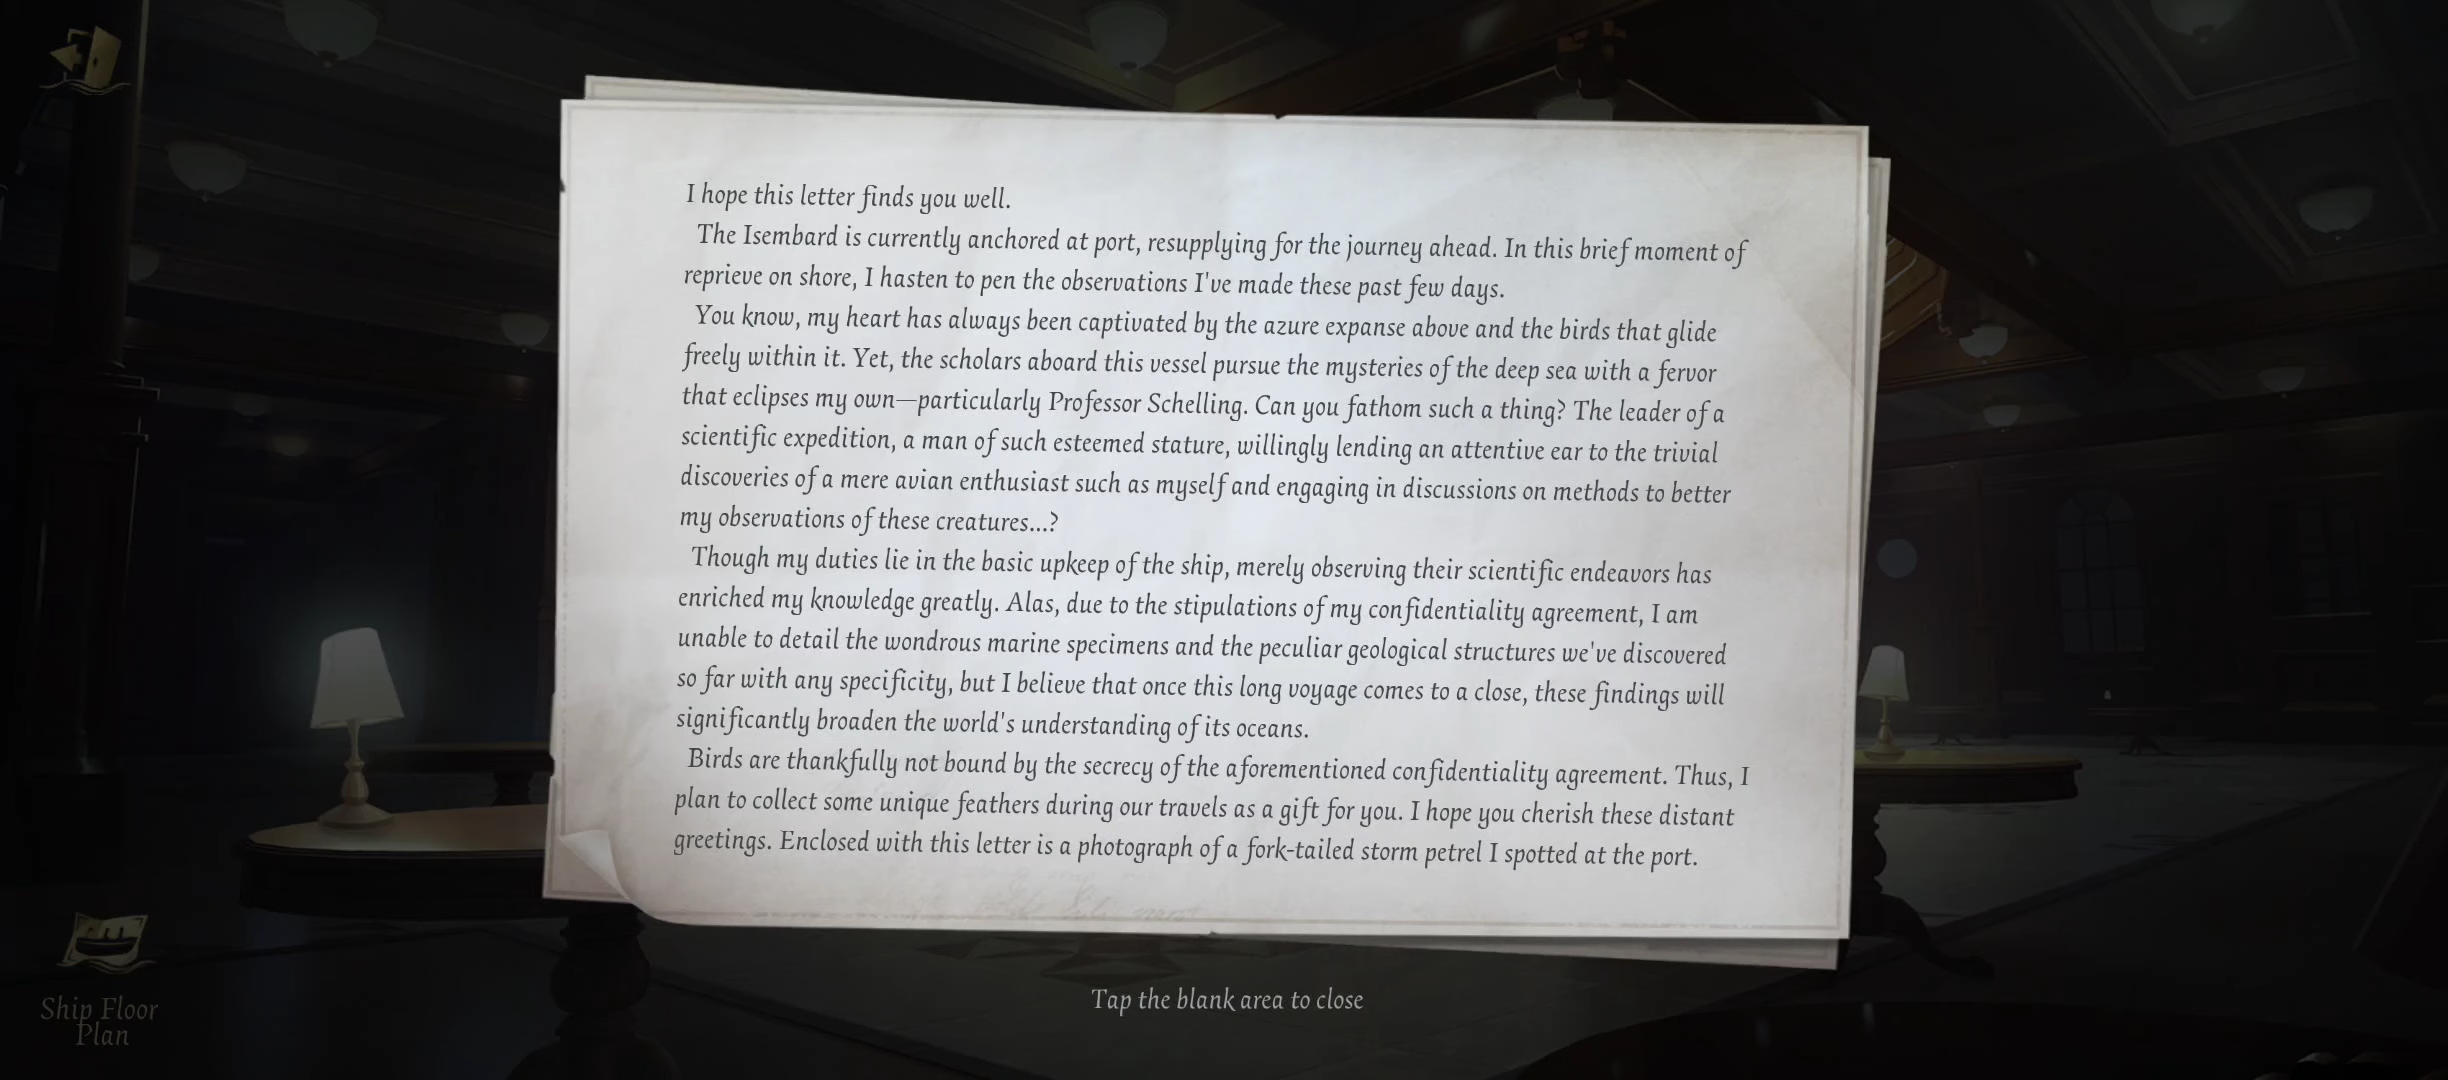 I hope this letter finds you well.
The Isembard is currently anchored at port, resupplying for the journey ahead. In this brief moment of
reprieve on shore, I hasten to pen the observations I've made these past few days.
You know, my heart has always been captivated by the azure expanse above and the birds that glide
freely within it. Yet, the scholars aboard this vessel pursue the mysteries of the deep sea with a fervor
that eclipses my own—particularly Professor Schelling. Can you fathom such a thing? The leader of a
scientific expedition, a man of such esteemed stature, willingly lending an attentive ear to the trivial
discoveries of a mere avian enthusiast such as myself and engaging in discussions on methods to better
my observations of these creatures...?
Though my duties lie in the basic upkeep of the ship, merely observing their scientific endeavors has
enriched my knowledge greatly. Alas, due to the stipulations of my confidentiality agreement, I am
unable to detail the wondrous marine specimens and the peculiar geological structures we've discovered
so far with any specificity, but I believe that once this long voyage comes to a close, these findings will
significantly broaden the world's understanding of its oceans.
Birds are thankfully not bound by the secrecy of the aforementioned confidentiality agreement. Thus, I
plan to collect some unique feathers during our travels as a gift for you. I hope you cherish these distant
greetings. Enclosed with this letter is a photograph of a fork-tailed storm petrel I spotted at the port.
Tap the blank area to close
Ship Floor
Plan